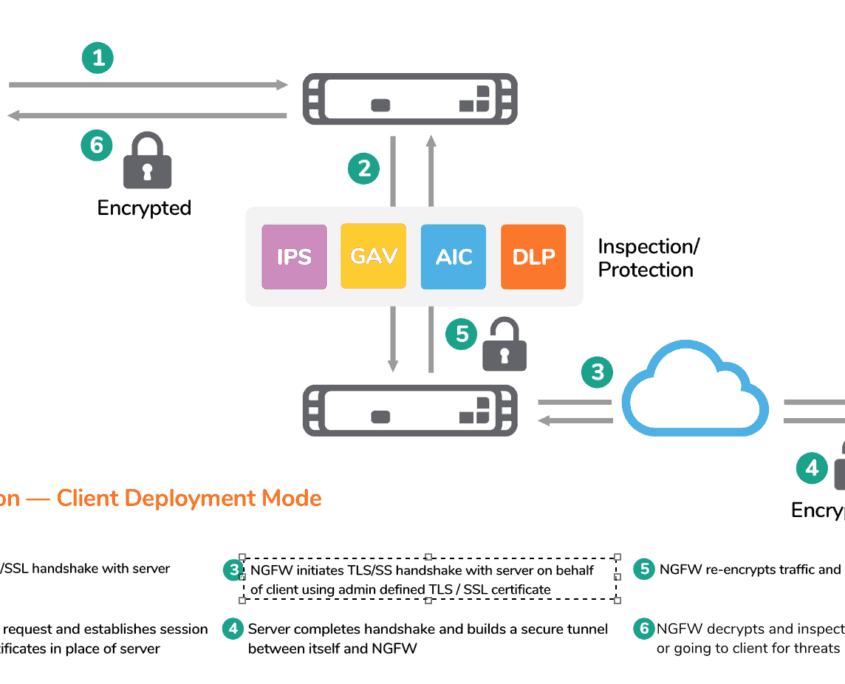 1
6
Encrypted
2
IPS
GAV
AIC
DLP
Inspection/
Protection
5
3
4
on — Client Deployment Mode
/SSL handshake with server
3 NGFW initiates TLS/SS handshake with server on behalf
of client using admin defined TLS / SSL certificate
5 NGFW re-encrypts traffic and
request and establishes session
tificates in place of server
4 Server completes handshake and builds a secure tunnel
between itself and NGFW
6 NGFW decrypts and inspect
or going to client for threats